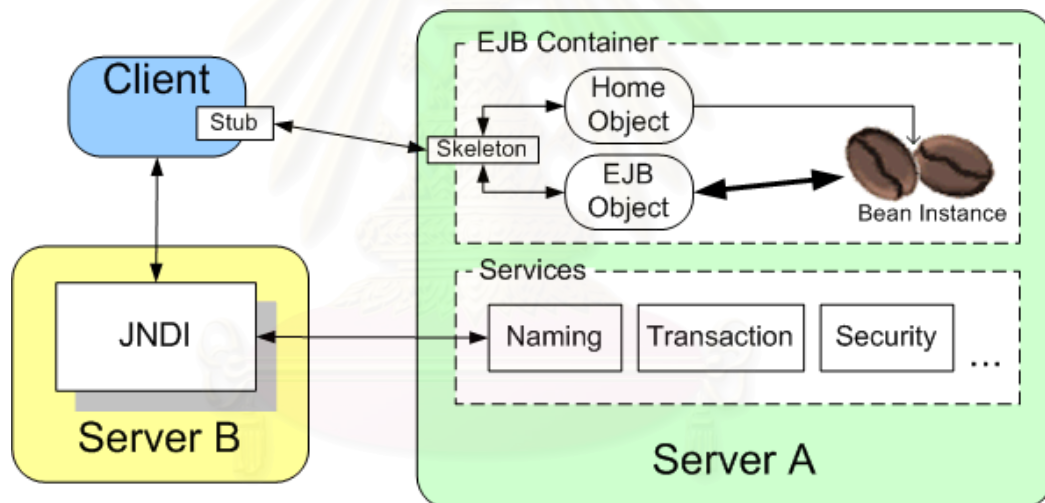 Client
Stub
EJB Container
Home
Object
Skeleton
EJB
Object
Bean Instance
Services
JNDI
Naming
Transaction
Security
...
Server B
Server A